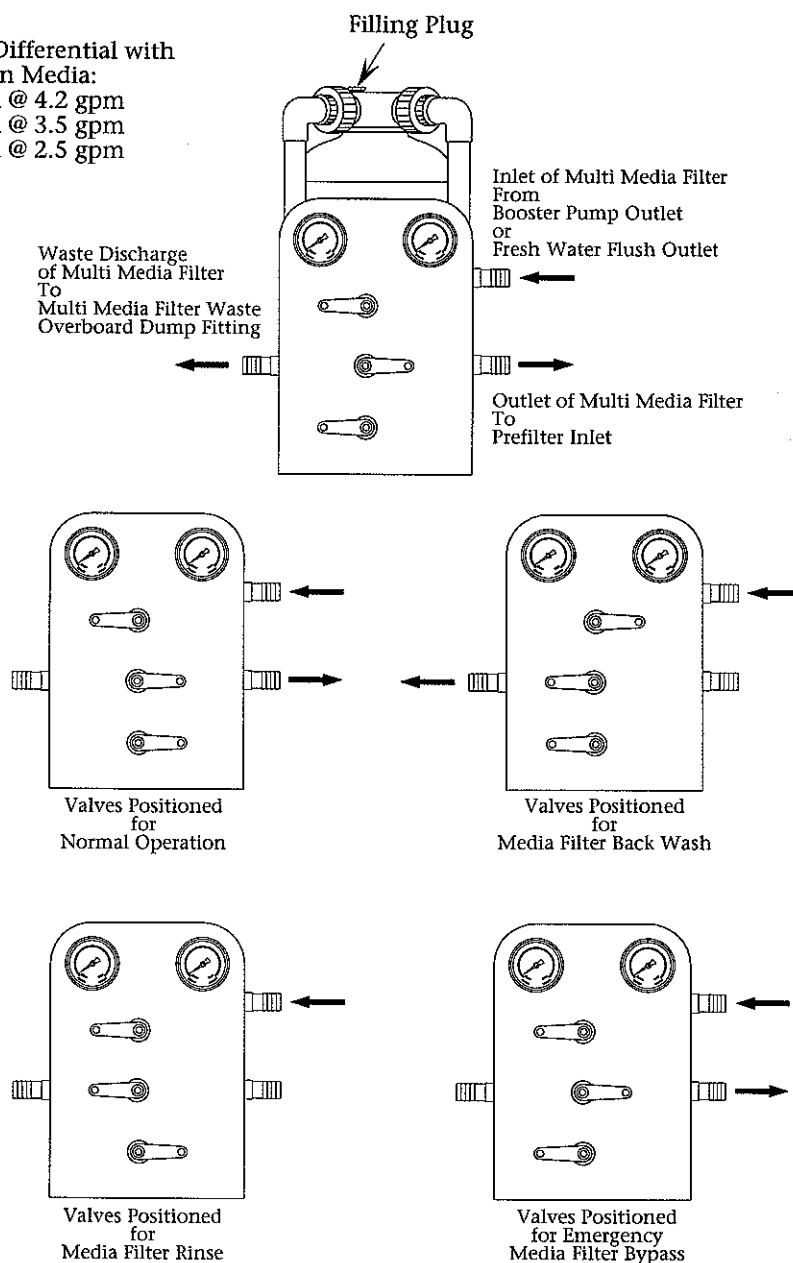 Filling Plug
Differential with
n Media:
@ 4.2 gpm
@ 3.5 gpm
@ 2.5 gpm
Inlet of Multi Media Filter
From
Booster Pump Outlet
or
Fresh Water Flush Outlet
Waste Discharge
of Multi Media Filter
To
Multi Media Filter Waste
Overboard Dump Fitting
Outlet of Multi Media Filter
To
Prefilter Inlet
Valves Positioned
for
Normal Operation
Valves Positioned
for
Media Filter Back Wash
Valves Positioned
for
Media Filter Rinse
Valves Positioned
for Emergency
Media Filter Bypass